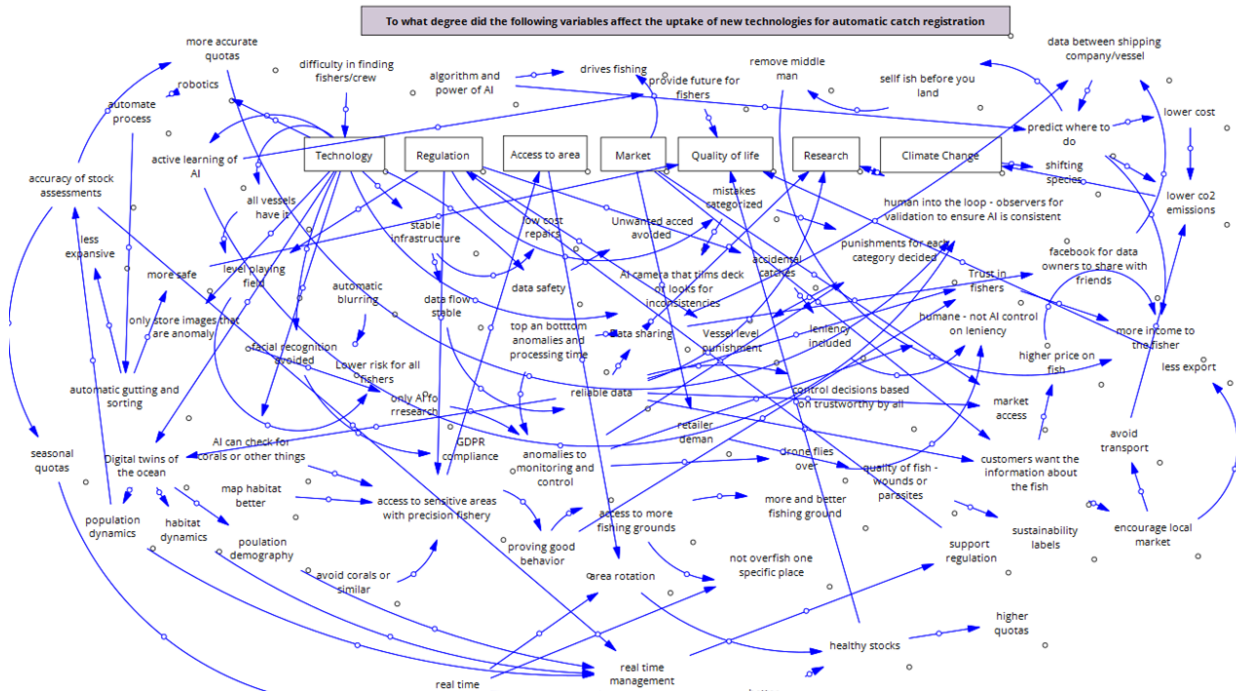 To what degree did the following variables affect the uptake of new technologies for automatic catch registration
more accurate
quotas
robotics
automate
process
difficulty in finding
fishers/crew
algorithm and
power of AI
drives fishing
provide future for
fishers
remove middle
man
sellf ish before you
land
data between shipping
company/vessel
predict where to
do
lower cost
Technology
Regulation
Access to area
Market
Quality of life
Research
Climate Change
active learning of
AI
accuracy of stock
assessments
all vessels
have it
shifting
species
lower co2
emissions
mistakes
categorized
human into the loop - observers for
validation to ensure AI is consistent
less
expansive
more safe
level playing
field
stable
infrastructure
low cost
repairs
Unwanted acced
avoided
punishments for each
category decided
accidental
catches
facebook for data
owners to share with
friends
automatic
blurring
data flow
stable
data safety
AI camera that fims deck
or looks for
inconsistencies
Trust in
fishers
only store images that
are anomaly
facial recognition
avoided
top an botttom
anomalies and
processing time
Data sharing
Vessel level
punishment
leniency
included
humane - not AI control
on leniency
more income to
the fisher
higher price on
fish
less export
Lower risk for all
fishers
automatic gutting and
sorting
only AI fo
rresearch
reliable data
control decisions based
on trustworthy by all
market
access
retailer
deman
seasonal
quotas
Digital twins
of the ocean
AI can check for
corals or other things
GDPR
compliance
anomalies to
monitoring and
control
drone flies
over
quality of fish -
wounds or
parasites
customers want the
information about
the fish
avoid
transport
map habitat
better
access to sensitive areas
with precision fishery
access to more
fishing grounds
more and better
fishing ground
population
dynamics
habitat
dynamics
poulation
demography
proving good
behavior
sustainability
labels
encourage local
market
support
regulation
avoid corals or
similar
area rotation
not overfish one
specific place
healthy stocks
higher
quotas
real time
management
real time